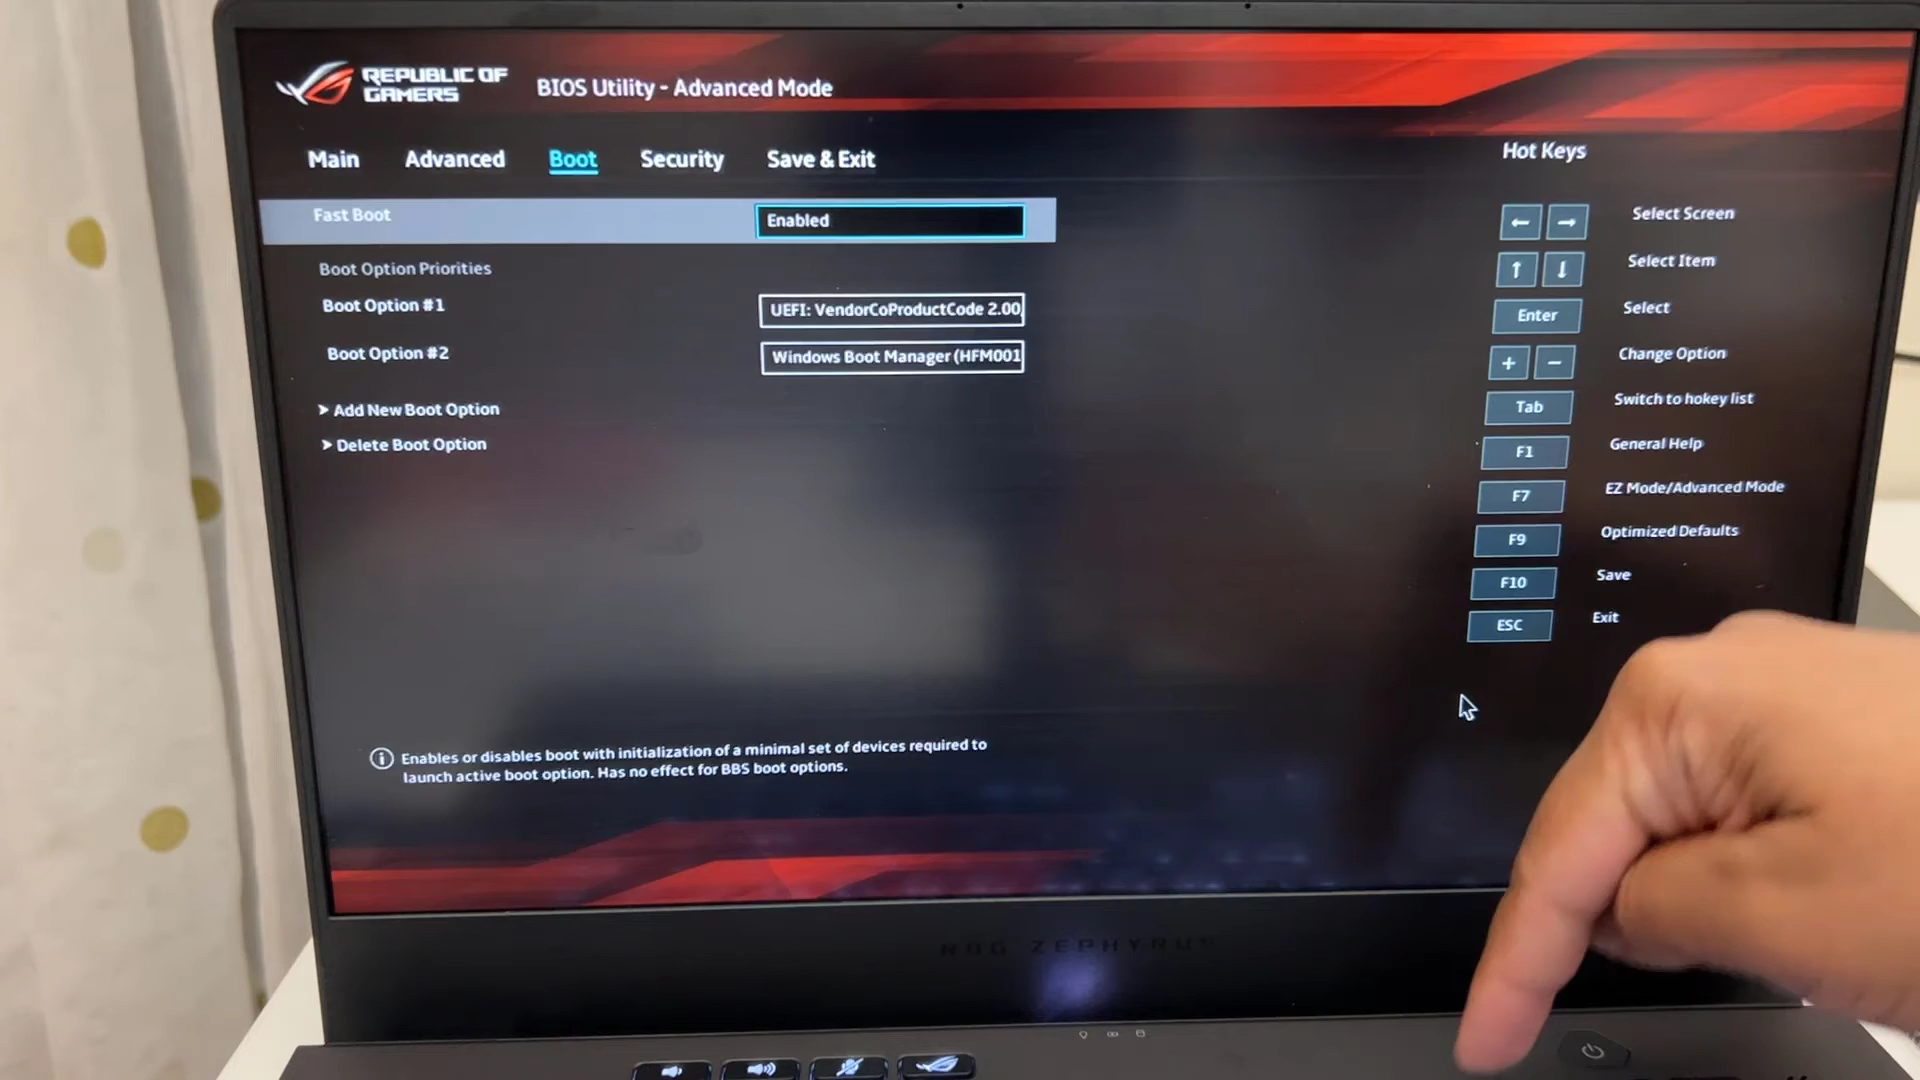 REPUBLIC OF
GAMERS
BIOS Utility - Advanced Mode
Main Advanced Boot Security Save & Exit
Hot Keys
Fast Boot Enabled
Boot Option Priorities
Boot Option #1 UEFI: VendorCoProductCode 2.00,
Boot Option #2 Windows Boot Manager (HFM001
Add New Boot Option
Delete Boot Option
← → Select Screen
↑ ↓ Select Item
Enter Select
+ - Change Option
Tab Switch to hokey list
F1 General Help
F7 EZ Mode/Advanced Mode
F9 Optimized Defaults
F10 Save
ESC Exit
Enables or disables boot with initialization of a minimal set of devices required to
launch active boot option. Has no effect for BBS boot options.
ROG ZEPHYRUS